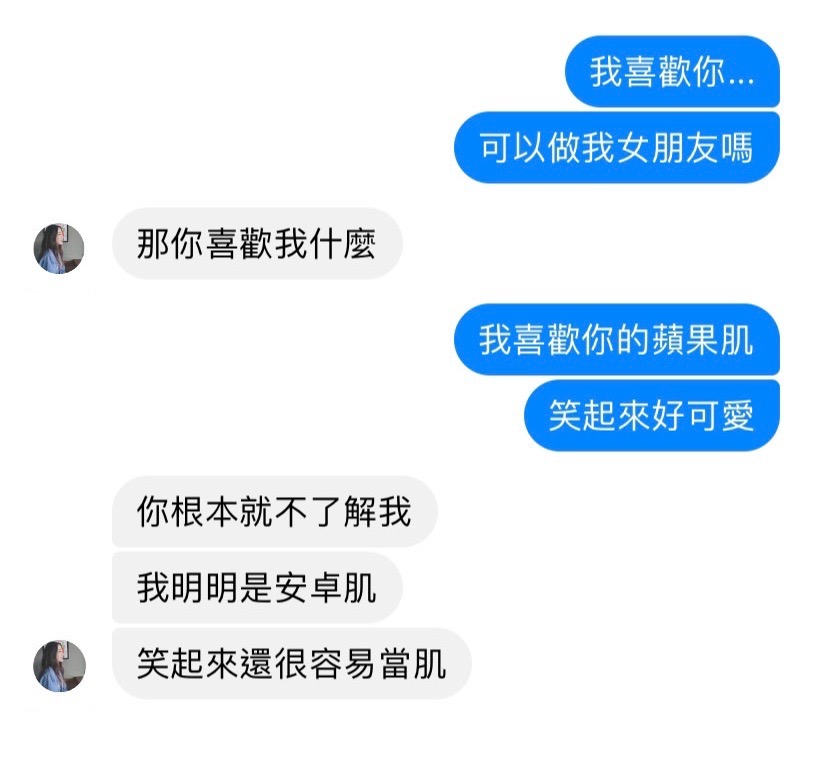 我喜歡你...
可以做我女朋友嗎
那你喜歡我什麼
我喜歡你的蘋果肌
笑起來好可愛
你根本就不了解我
我明明是安卓肌
笑起來還很容易當肌